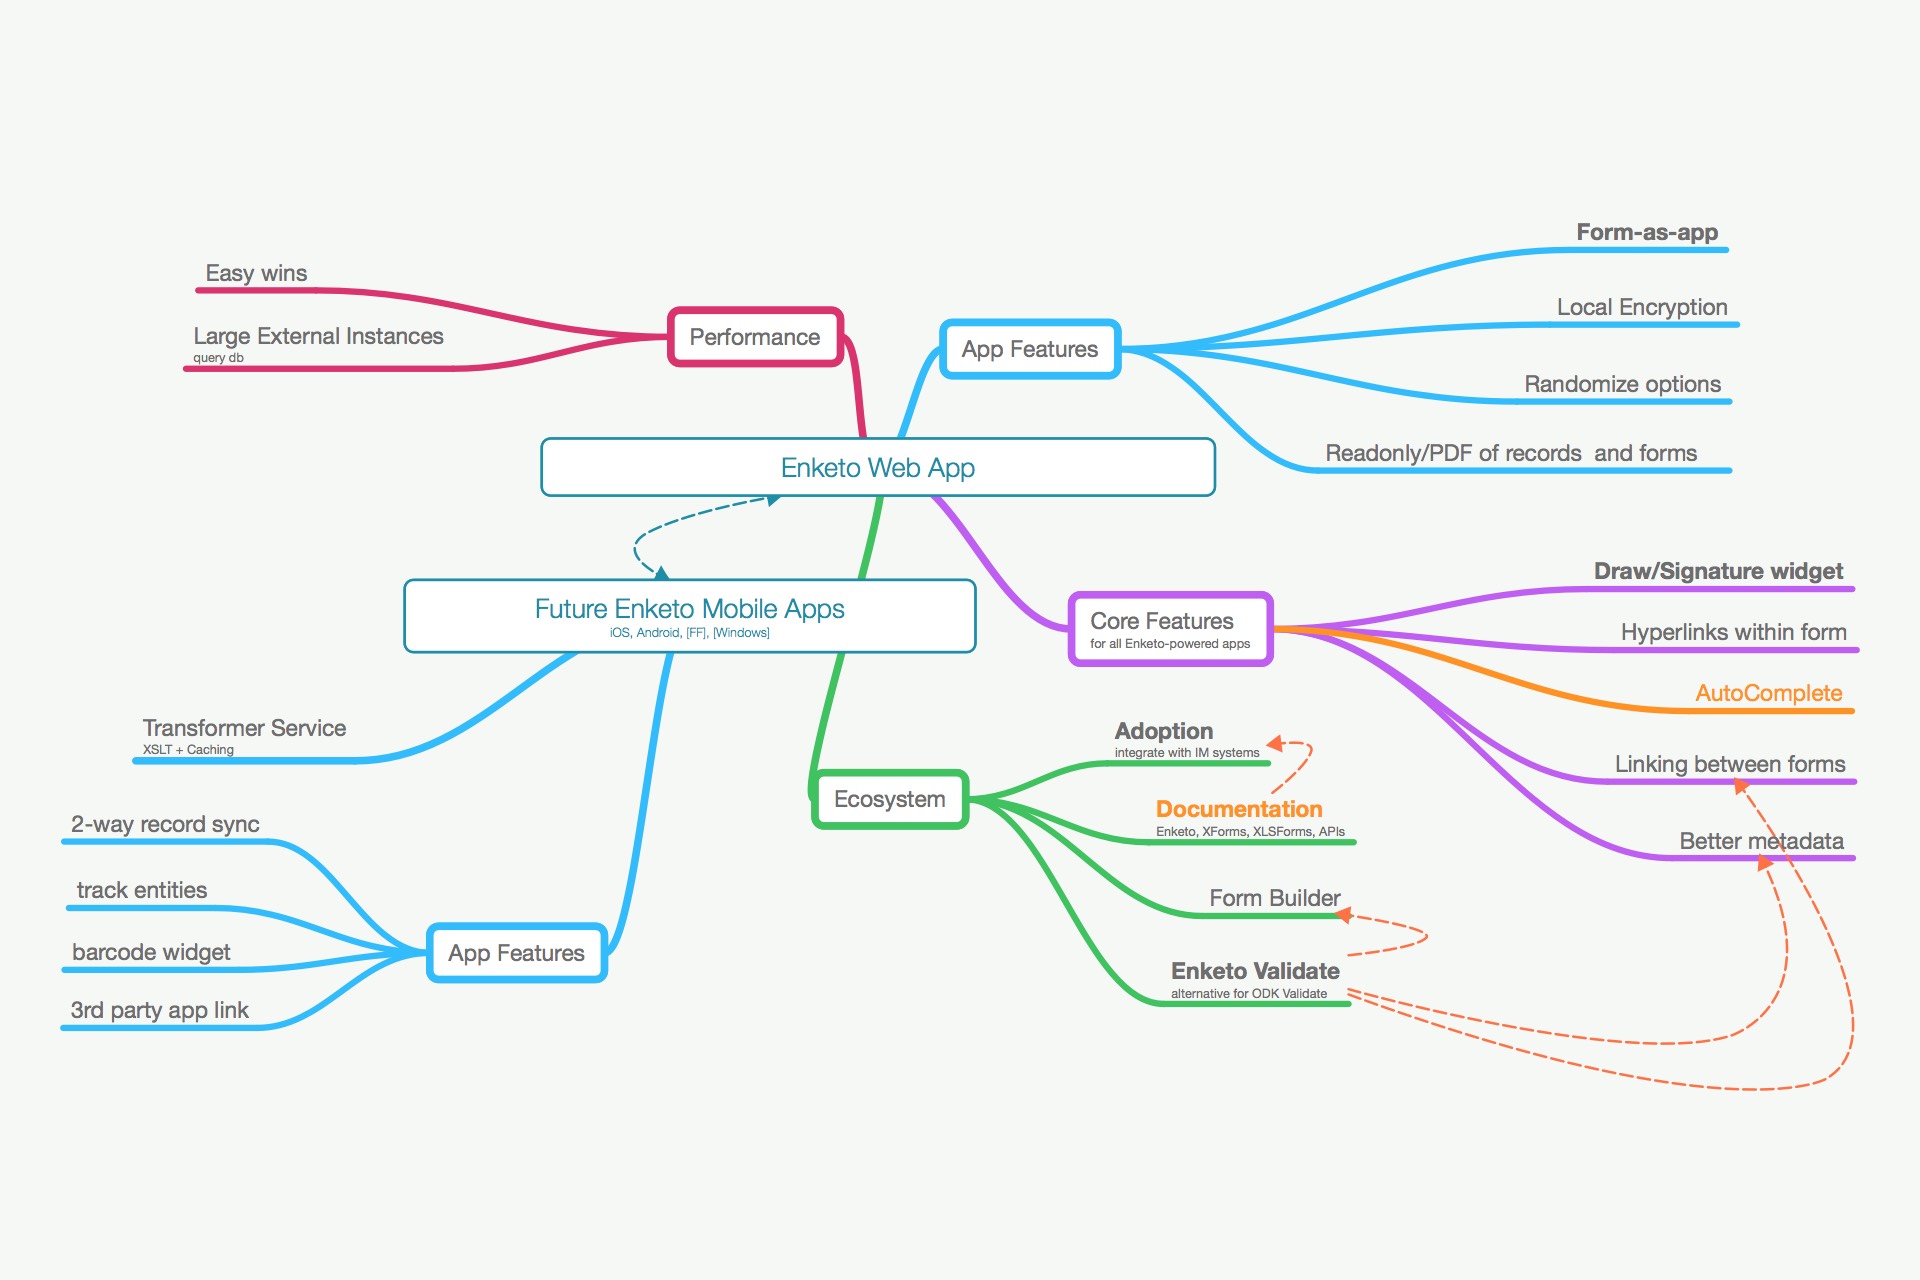 Easy wins
Large External Instances
query db
Performance
App Features
Form-as-app
Local Encryption
Randomize options
Readonly/PDF of records  and forms
Enketo Web App
Future Enketo Mobile Apps
iOS, Android, [FF], [Windows]
Core Features
for all Enketo-powered apps
Draw/Signature widget
Hyperlinks within form
AutoComplete
Linking between forms
Better metadata
Transformer Service
XSLT + Caching
Ecosystem
Adoption
integrate with IM systems
Documentation
Enketo, XForms, XLSForms, APIs
Form Builder
Enketo Validate
alternative for ODK Validate
App Features
2-way record sync
track entities
barcode widget
3rd party app link